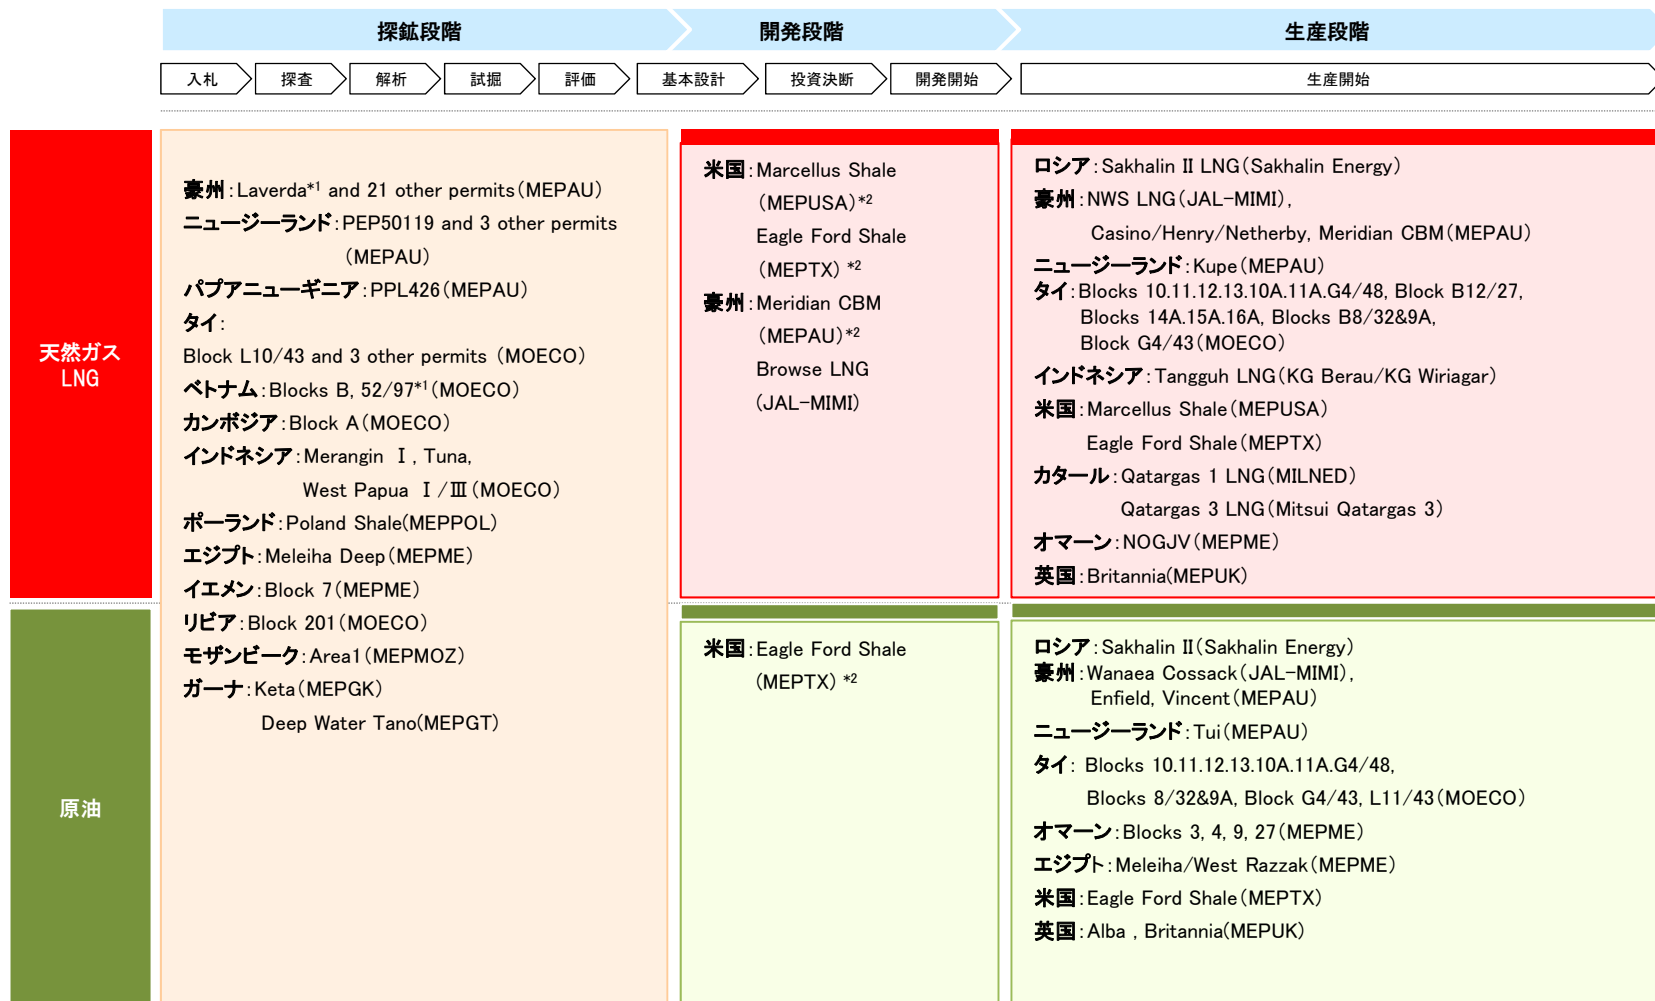 探鉱段階
開発段階
生産段階
入札
探査
解析
試掘
評価
基本設計
投資決断
開発開始
生産開始
天然ガス
LNG
豪州：Laverda*1 and 21 other permits（MEPAU）
ニュージーランド：PEP50119 and 3 other permits
（MEPAU）
パプアニューギニア：PPL426（MEPAU）
タイ：
Block L10/43 and 3 other permits （MOECO）
ベトナム：Blocks B, 52/97*1（MOECO）
カンボジア：Block A（MOECO）
インドネシア：Merangin Ⅰ, Tuna,
West Papua Ⅰ/Ⅲ（MOECO）
ポーランド：Poland Shale(MEPPOL)
エジプト：Meleiha Deep（MEPME）
イエメン：Block 7（MEPME）
リビア：Block 201（MOECO）
モザンビーク：Area1（MEPMOZ）
ガーナ：Keta（MEPGK）
Deep Water Tano(MEPGT)
米国：Marcellus Shale
（MEPUSA）*2
Eagle Ford Shale
（MEPTX） *2
豪州：Meridian CBM
（MEPAU）*2
Browse LNG
(JAL-MIMI)
ロシア：Sakhalin II LNG（Sakhalin Energy）
豪州：NWS LNG（JAL-MIMI）,
Casino/Henry/Netherby, Meridian CBM（MEPAU）
ニュージーランド：Kupe（MEPAU）
タイ：Blocks 10.11.12.13.10A.11A.G4/48, Block B12/27,
Blocks 14A.15A.16A, Blocks B8/32&9A,
Block G4/43（MOECO）
インドネシア：Tangguh LNG（KG Berau/KG Wiriagar）
米国：Marcellus Shale（MEPUSA）
Eagle Ford Shale（MEPTX）
カタール：Qatargas 1 LNG（MILNED）
Qatargas 3 LNG（Mitsui Qatargas 3）
オマーン：NOGJV（MEPME）
英国：Britannia(MEPUK)
原油
米国：Eagle Ford Shale
（MEPTX） *2
ロシア：Sakhalin II（Sakhalin Energy）
豪州：Wanaea Cossack（JAL-MIMI）,
Enfield, Vincent（MEPAU）
ニュージーランド：Tui（MEPAU）
タイ： Blocks 10.11.12.13.10A.11A.G4/48,
Blocks 8/32&9A, Block G4/43, L11/43（MOECO）
オマーン：Blocks 3, 4, 9, 27（MEPME）
エジプト：Meleiha/West Razzak（MEPME）
米国：Eagle Ford Shale（MEPTX）
英国：Alba , Britannia(MEPUK)